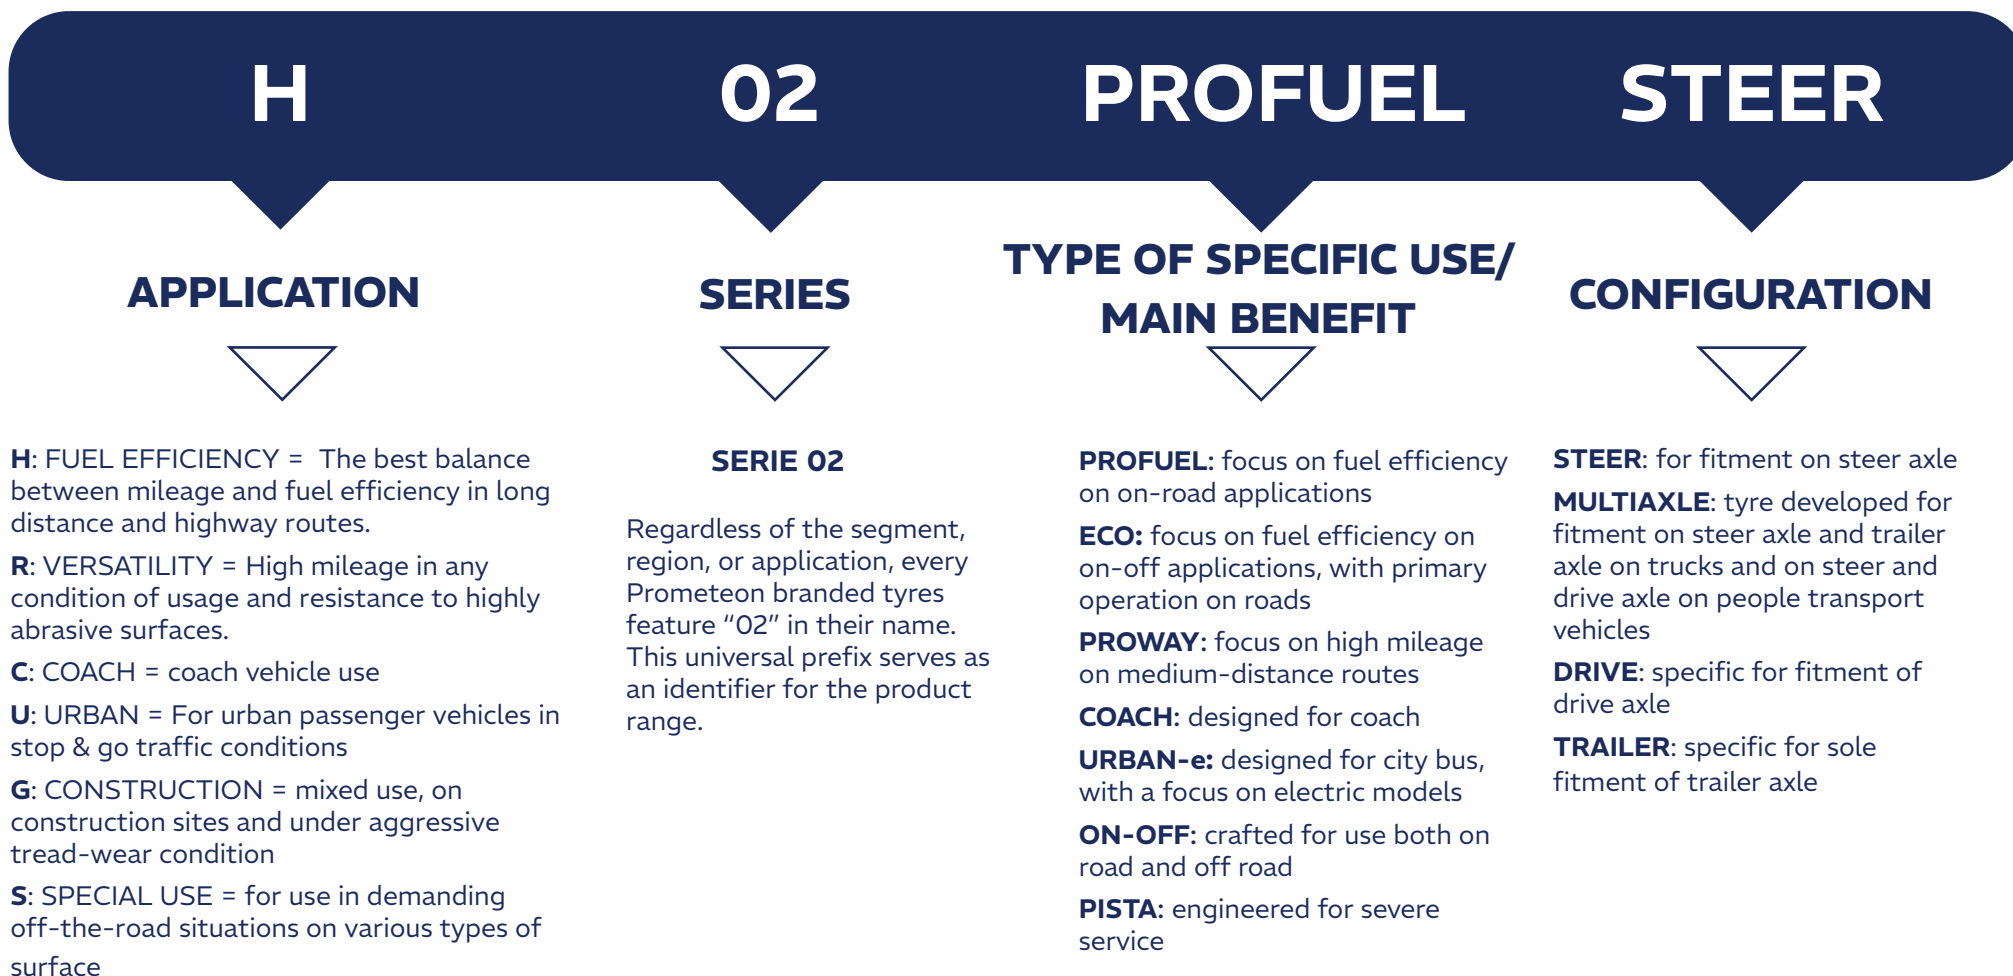 H
02
PROFUEL
STEER
APPLICATION
SERIES
TYPE OF SPECIFIC USE/
MAIN BENEFIT
CONFIGURATION
H: FUEL EFFICIENCY = The best balance
between mileage and fuel efficiency in long
distance and highway routes.
R: VERSATILITY = High mileage in any
condition of usage and resistance to highly
abrasive surfaces.
C: COACH = coach vehicle use
U: URBAN = For urban passenger vehicles in
stop & go traffic conditions
G: CONSTRUCTION = mixed use, on
construction sites and under aggressive
tread-wear condition
S: SPECIAL USE = for use in demanding
off-the-road situations on various types of
surface
SERIE 02
Regardless of the segment,
region, or application, every
Prometeon branded tyres
feature “02” in their name.
This universal prefix serves as
an identifier for the product
range.
PROFUEL: focus on fuel efficiency
on on-road applications
ECO: focus on fuel efficiency on
on-off applications, with primary
operation on roads
PROWAY: focus on high mileage
on medium-distance routes
COACH: designed for coach
URBAN-e: designed for city bus,
with a focus on electric models
ON-OFF: crafted for use both on
road and off road
PISTA: engineered for severe
service
STEER: for fitment on steer axle
MULTIAXLE: tyre developed for
fitment on steer axle and trailer
axle on trucks and on steer and
drive axle on people transport
vehicles
DRIVE: specific for fitment of
drive axle
TRAILER: specific for sole
fitment of trailer axle